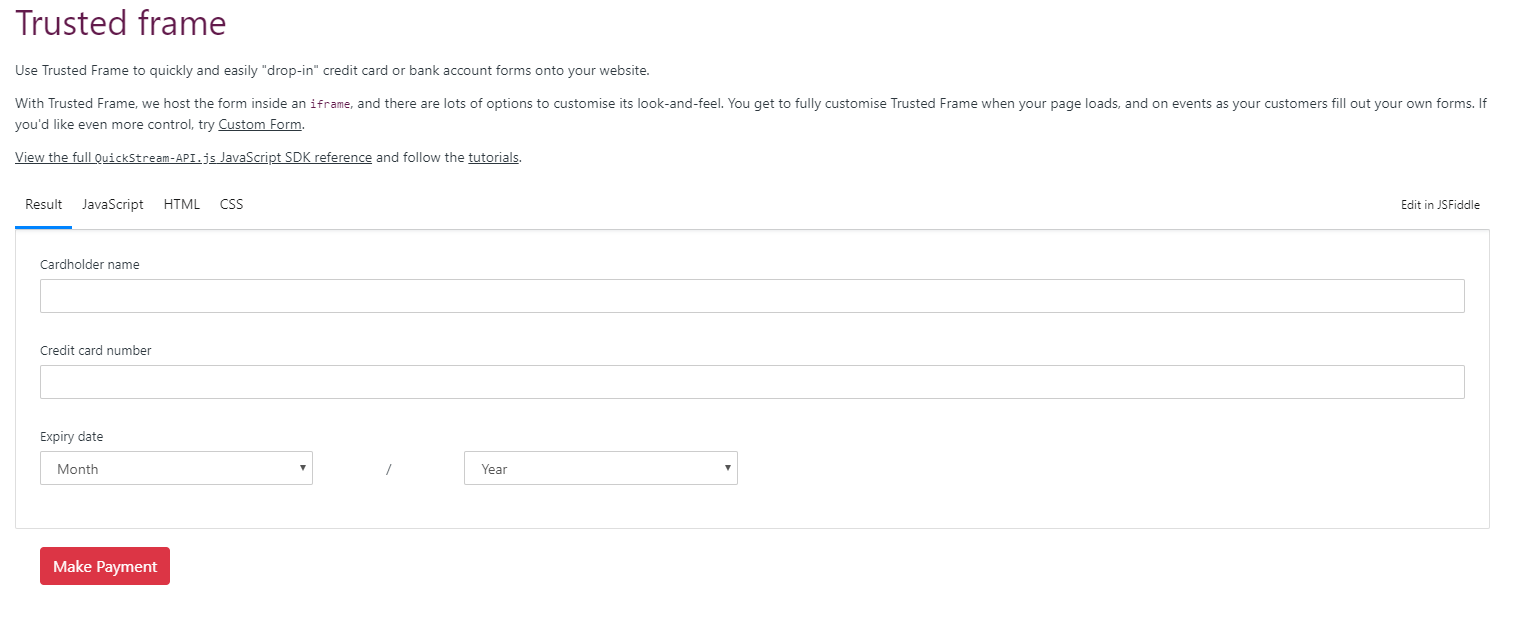 Trusted frame
Use Trusted Frame to quickly and easily "drop-in" credit card or bank account forms onto your website.
With Trusted Frame, we host the form inside an iframe, and there are lots of options to customise its look-and-feel. You get to fully customise Trusted Frame when your page loads, and on events as your customers fill out your own forms. If
you'd like even more control, try Custom Form.
View the full QuickStream-API.js JavaScript SDK reference and follow the tutorials.
Result JavaScript HTML CSS Edit in JSFiddle
Cardholder name
Credit card number
Expiry date
Month / Year
Make Payment